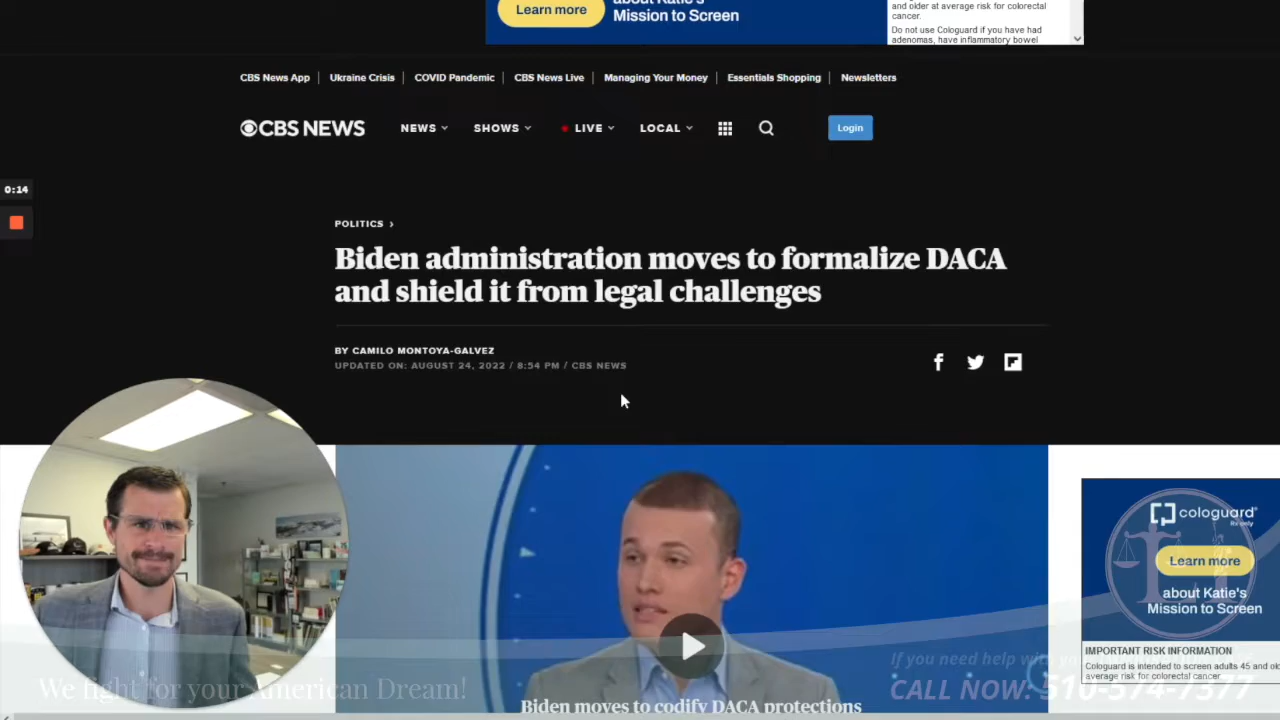 Learn more
about Katie's
Mission to Screen
and older at average risk for colorectal
cancer.
Do not use Cologuard if you have had
adenomas, have inflammatory bowel
CBS News App
Ukraine Crisis
COVID Pandemic
CBS News Live
Managing Your Money
Essentials Shopping
Newsletters
CBS NEWS
NEWS
SHOWS
LIVE
LOCAL
Login
0:14
POLITICS
Biden administration moves to formalize DACA
and shield it from legal challenges
BY CAMILO MONTOYA-GALVEZ
UPDATED ON: AUGUST 24, 2022 / 8:54 PM / CBS NEWS
cologuard
Rx only
Learn more
about Katie's
Mission to Screen
IMPORTANT RISK INFORMATION
Cologuard is intended to screen adults 45 and
average risk for colorectal cancer.
If you need help with
We fight for your American Dream!
CALL NOW: 510-574-7377
Biden moves to codify DACA protections